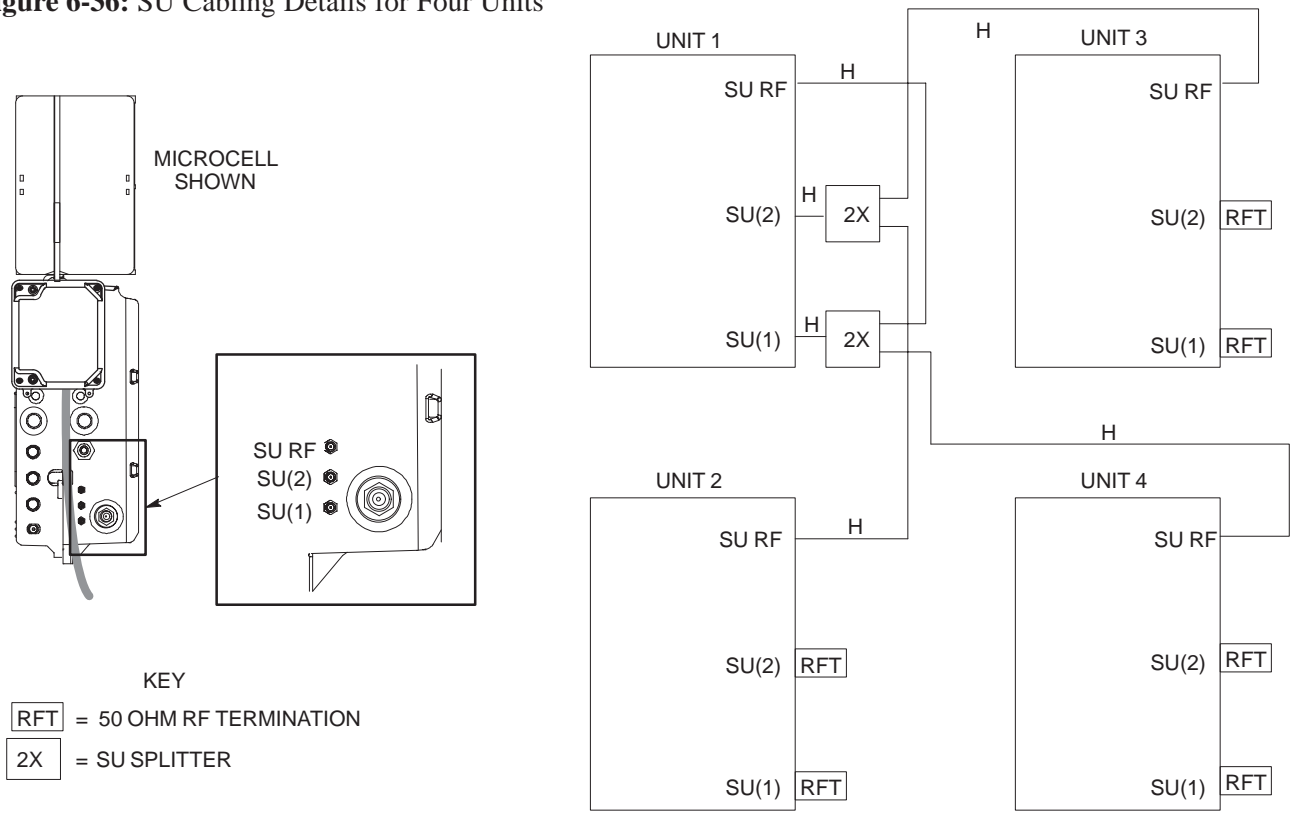 gure 6-56: SU Cabling Details for Four Units
MICROCELL
SHOWN
SU RF
SU(2)
SU(1)
KEY
RFT = 50 OHM RF TERMINATION
2X = SU SPLITTER
UNIT 1
SU RF
H
SU(2)
H
2X
SU(1)
H
2X
H
UNIT 3
SU RF
SU(2) RFT
SU(1) RFT
UNIT 2
SU RF
H
SU(2) RFT
SU(1) RFT
H
UNIT 4
SU RF
SU(2) RFT
SU(1) RFT